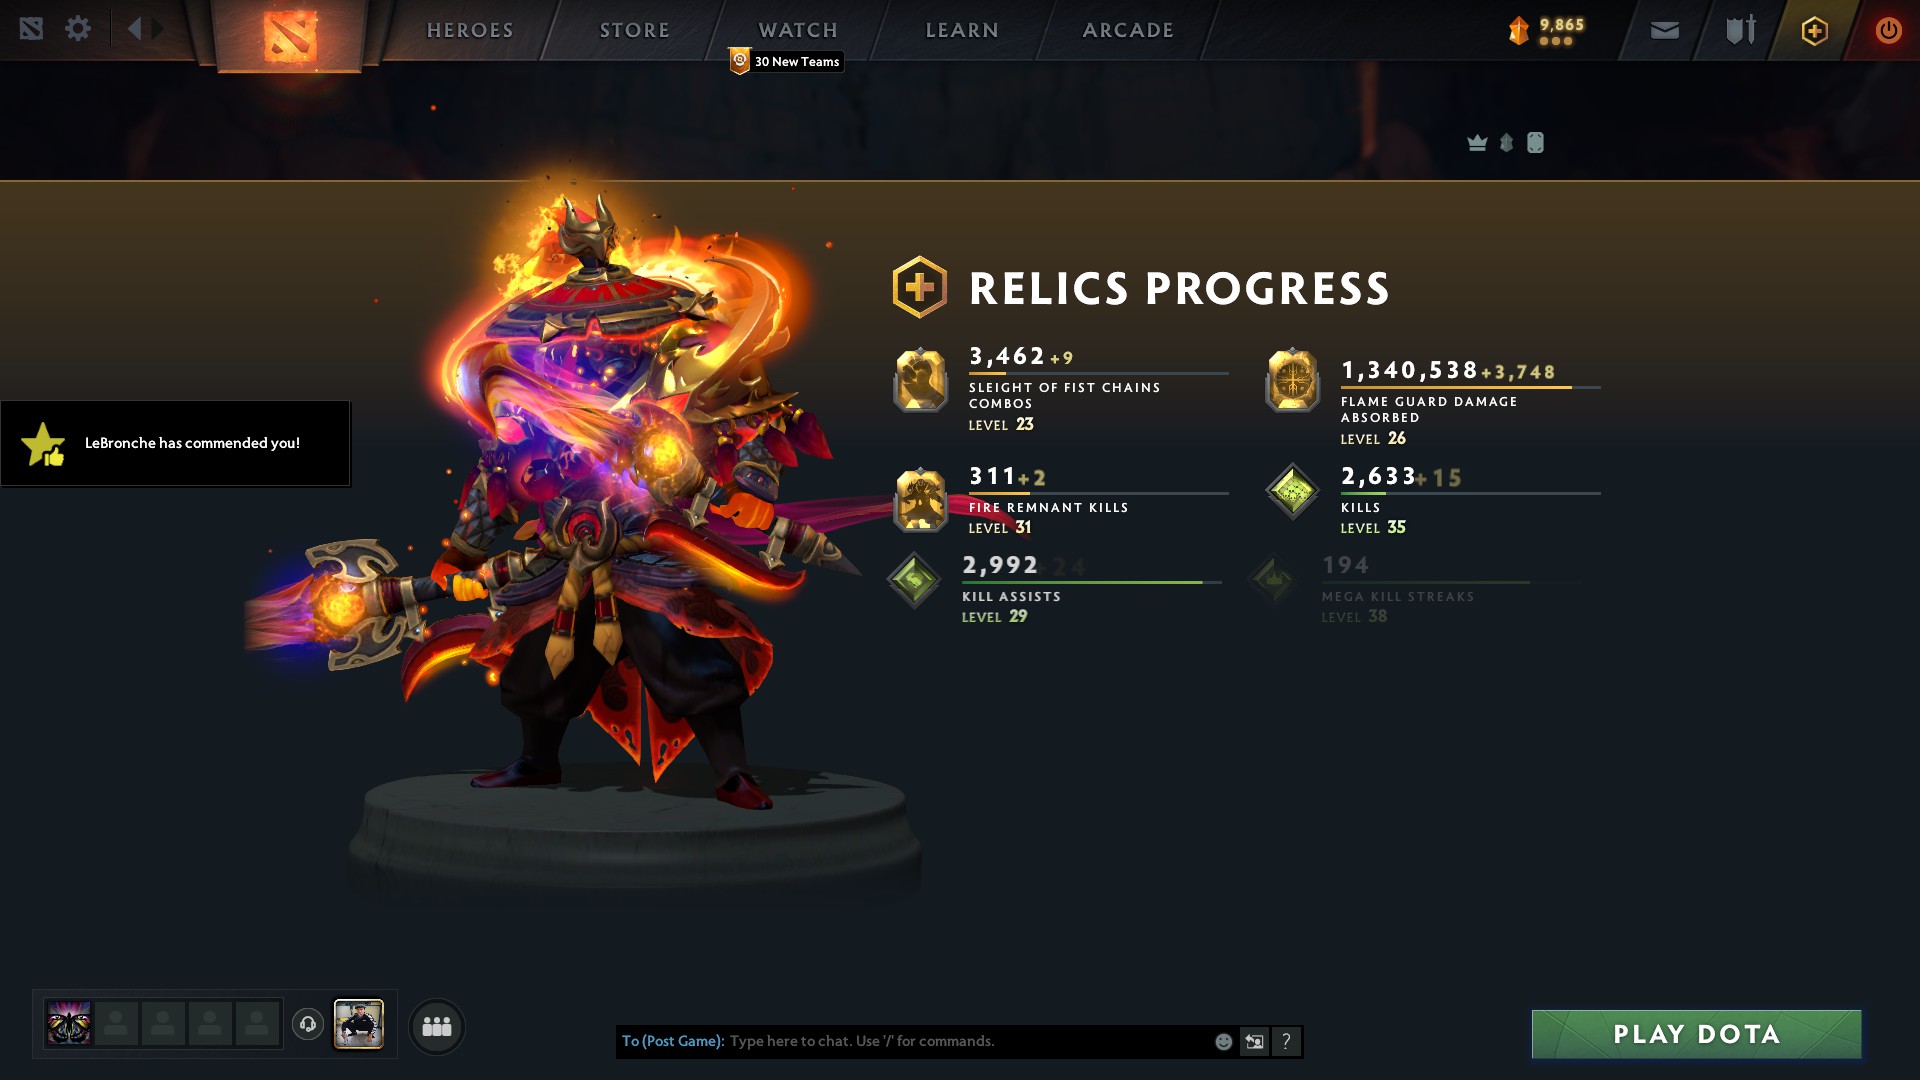 HEROES
STORE
WATCH
LEARN
ARCADE
9,865
30 New Teams
RELICS PROGRESS
3,462 +9
SLEIGHT OF FIST CHAINS
COMBOS
LEVEL 23
1,340,538 +3,748
FLAME GUARD DAMAGE
ABSORBED
LEVEL 26
LeBronche has commended you!
311 +2
FIRE REMNANT KILLS
LEVEL 31
2,633 +15
KILLS
LEVEL 35
2,992 +24
KILL ASSISTS
LEVEL 29
194
MEGA KILL STREAKS
LEVEL 38
To (Post Game): Type here to chat. Use '/' for commands.
?
PLAY DOTA